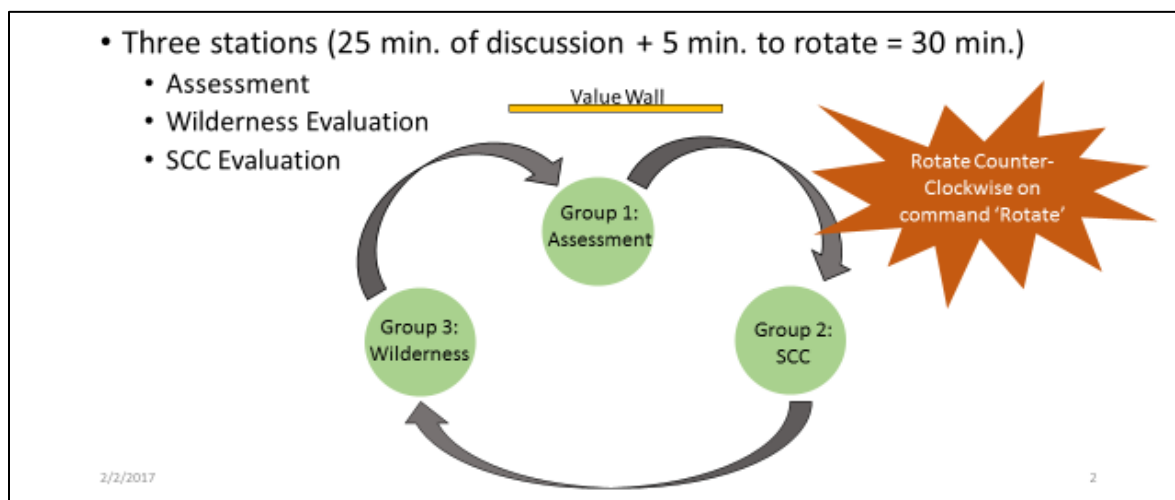 • Three stations (25 min. of discussion + 5 min. to rotate = 30 min.)
• Assessment
• Wilderness Evaluation
• SCC Evaluation
Value Wall
Rotate Counter-
Clockwise on
command ‘Rotate’
Group 1:
Assessment
Group 3:
Wilderness
Group 2:
SCC
2/2/2017
2